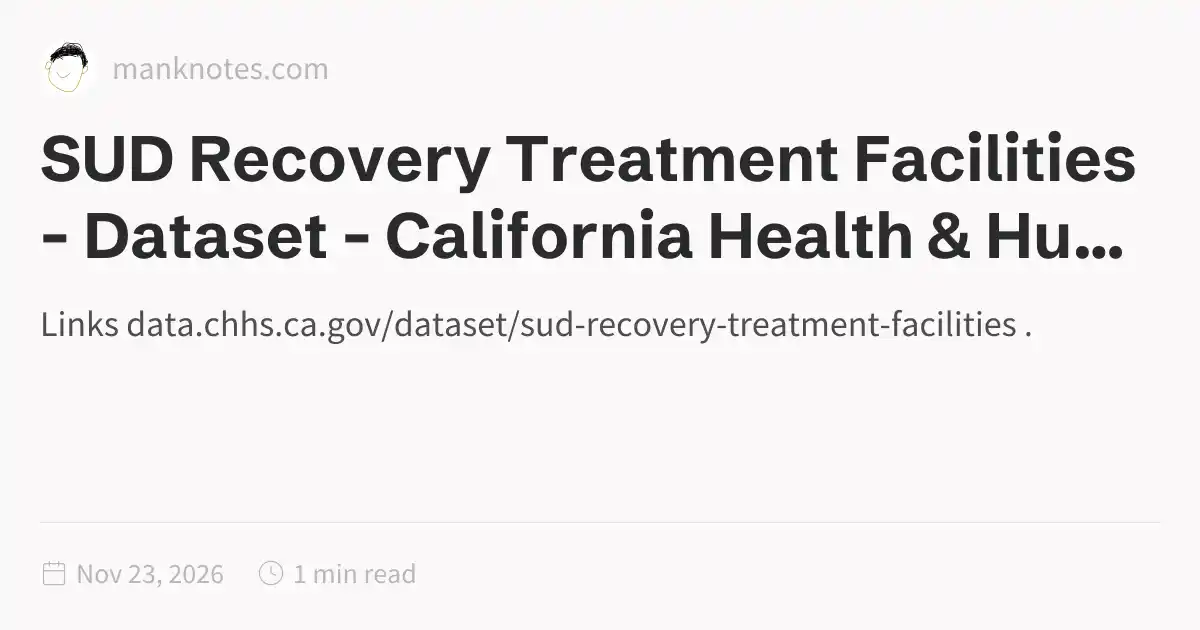 manknotes.com
SUD Recovery Treatment Facilities
- Dataset - California Health & Hu...
Links data.chhs.ca.gov/dataset/sud-recovery-treatment-facilities .
Nov 23, 2026 1 min read